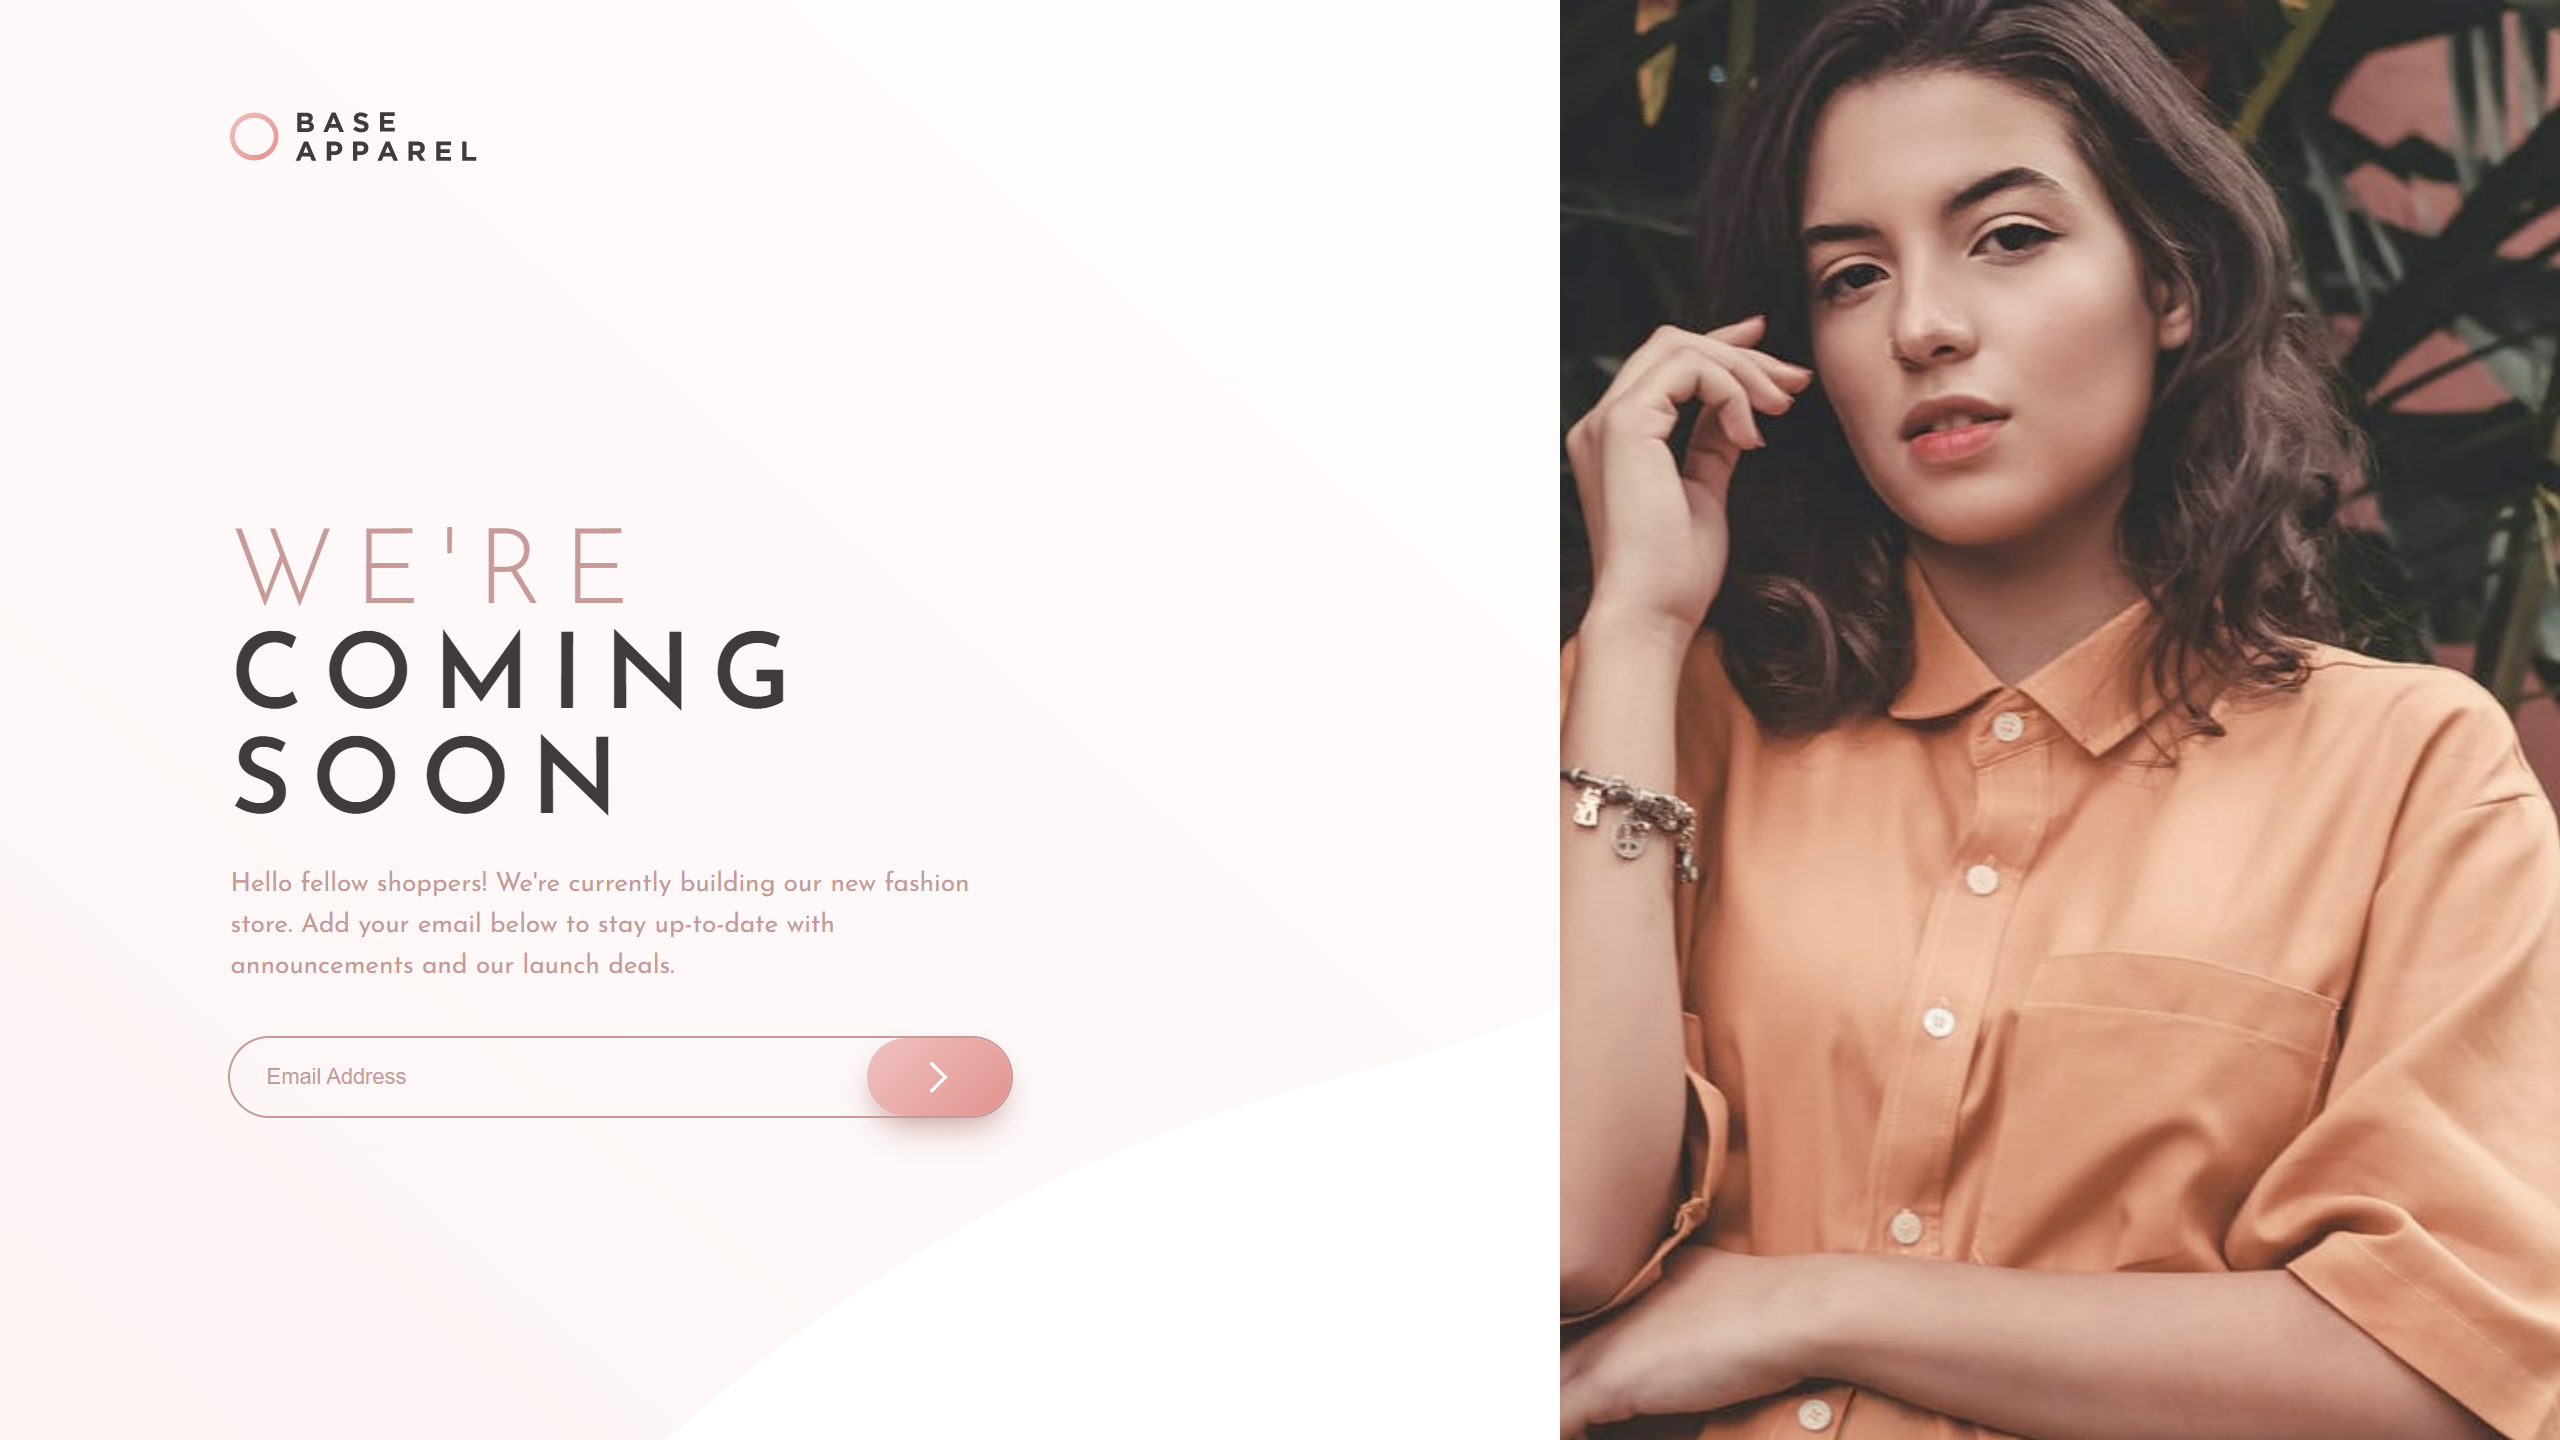 BASE
APPAREL
WE'RE
COMING
SOON
Hello fellow shoppers! We're currently building our new fashion
store. Add your email below to stay up-to-date with
announcements and our launch deals.
Email Address